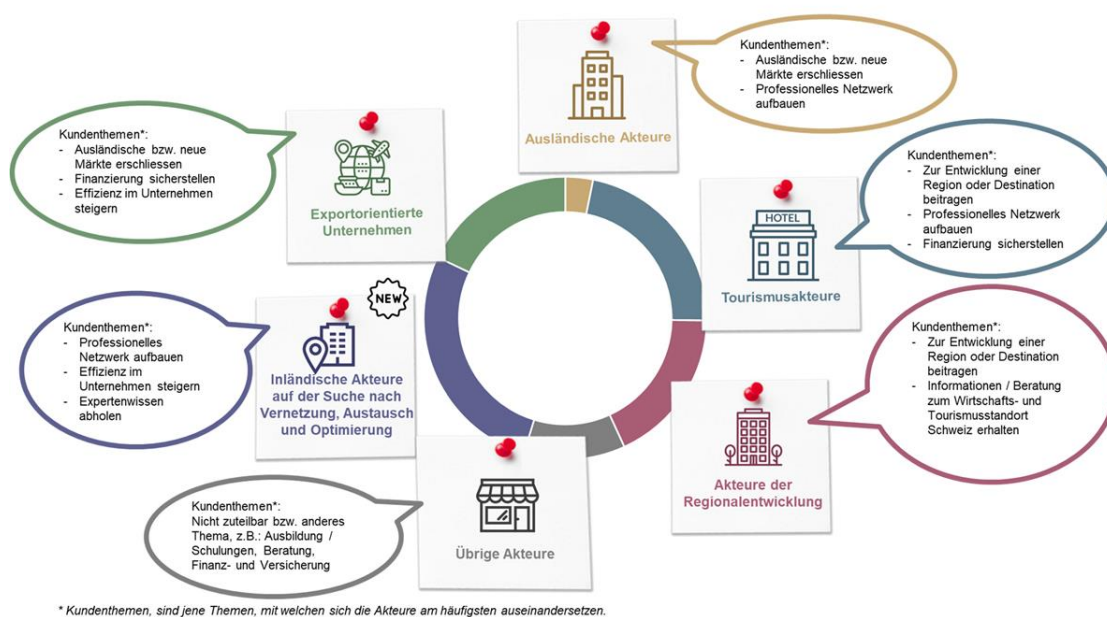 Kundenthemen*:
- Ausländische bzw. neue
Märkte erschliessen
- Professionelles Netzwerk
aufbauen
Ausländische Akteure
Kundenthemen*:
- Ausländische bzw. neue
Märkte erschliessen
- Finanzierung sicherstellen
- Effizienz im Unternehmen
steigern
Exportorientierte
Unternehmen
Kundenthemen*:
- Zur Entwicklung einer
Region oder Destination
beitragen
- Professionelles Netzwerk
aufbauen
- Finanzierung sicherstellen
HOTEL
Tourismusakteure
NEW
Kundenthemen*:
- Professionelles
Netzwerk aufbauen
- Effizienz im
Unternehmen steigern
- Expertenwissen
abholen
Inländische Akteure
auf der Suche nach
Vernetzung, Austausch
und Optimierung
Kundenthemen*:
- Zur Entwicklung einer
Region oder Destination
beitragen
- Informationen / Beratung
zum Wirtschafts- und
Tourismusstandort
Schweiz erhalten
Akteure der
Regionalentwicklung
Kundenthemen*:
Nicht zuteilbar bzw. anderes
Thema, z.B.: Ausbildung /
Schulungen, Beratung,
Finanz- und Versicherung
Übrige Akteure
* Kundenthemen, sind jene Themen, mit welchen sich die Akteure am häufigsten auseinandersetzen.